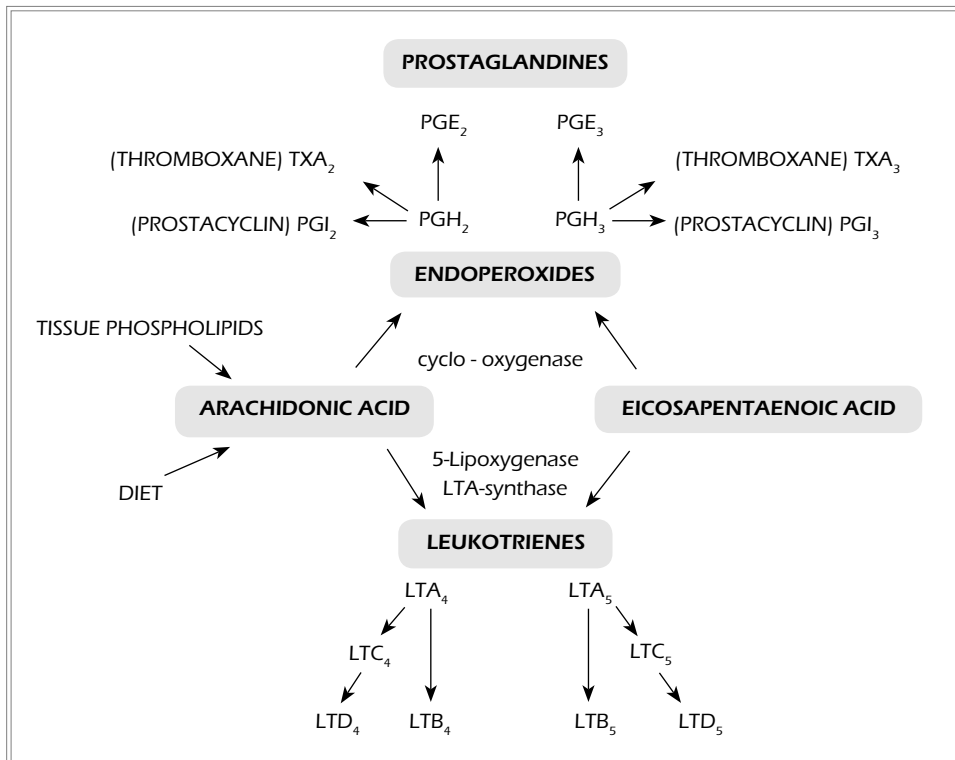 PROSTAGLANDINES
PGE₂ PGE₃
(THROMBOXANE) TXA₂ (THROMBOXANE) TXA₃
(PROSTACYCLIN) PGI₂ PGH₂ PGH₃ (PROSTACYCLIN) PGI₃
ENDOPEROXIDES
TISSUE PHOSPHOLIPIDS
cyclo - oxygenase
ARACHIDONIC ACID EICOSAPENTAENOIC ACID
5-Lipoxygenase
LTA-synthase
DIET
LEUKOTRIENES
LTA₄ LTA₅
LTC₄ LTC₅
LTD₄ LTB₄ LTB₅ LTD₅